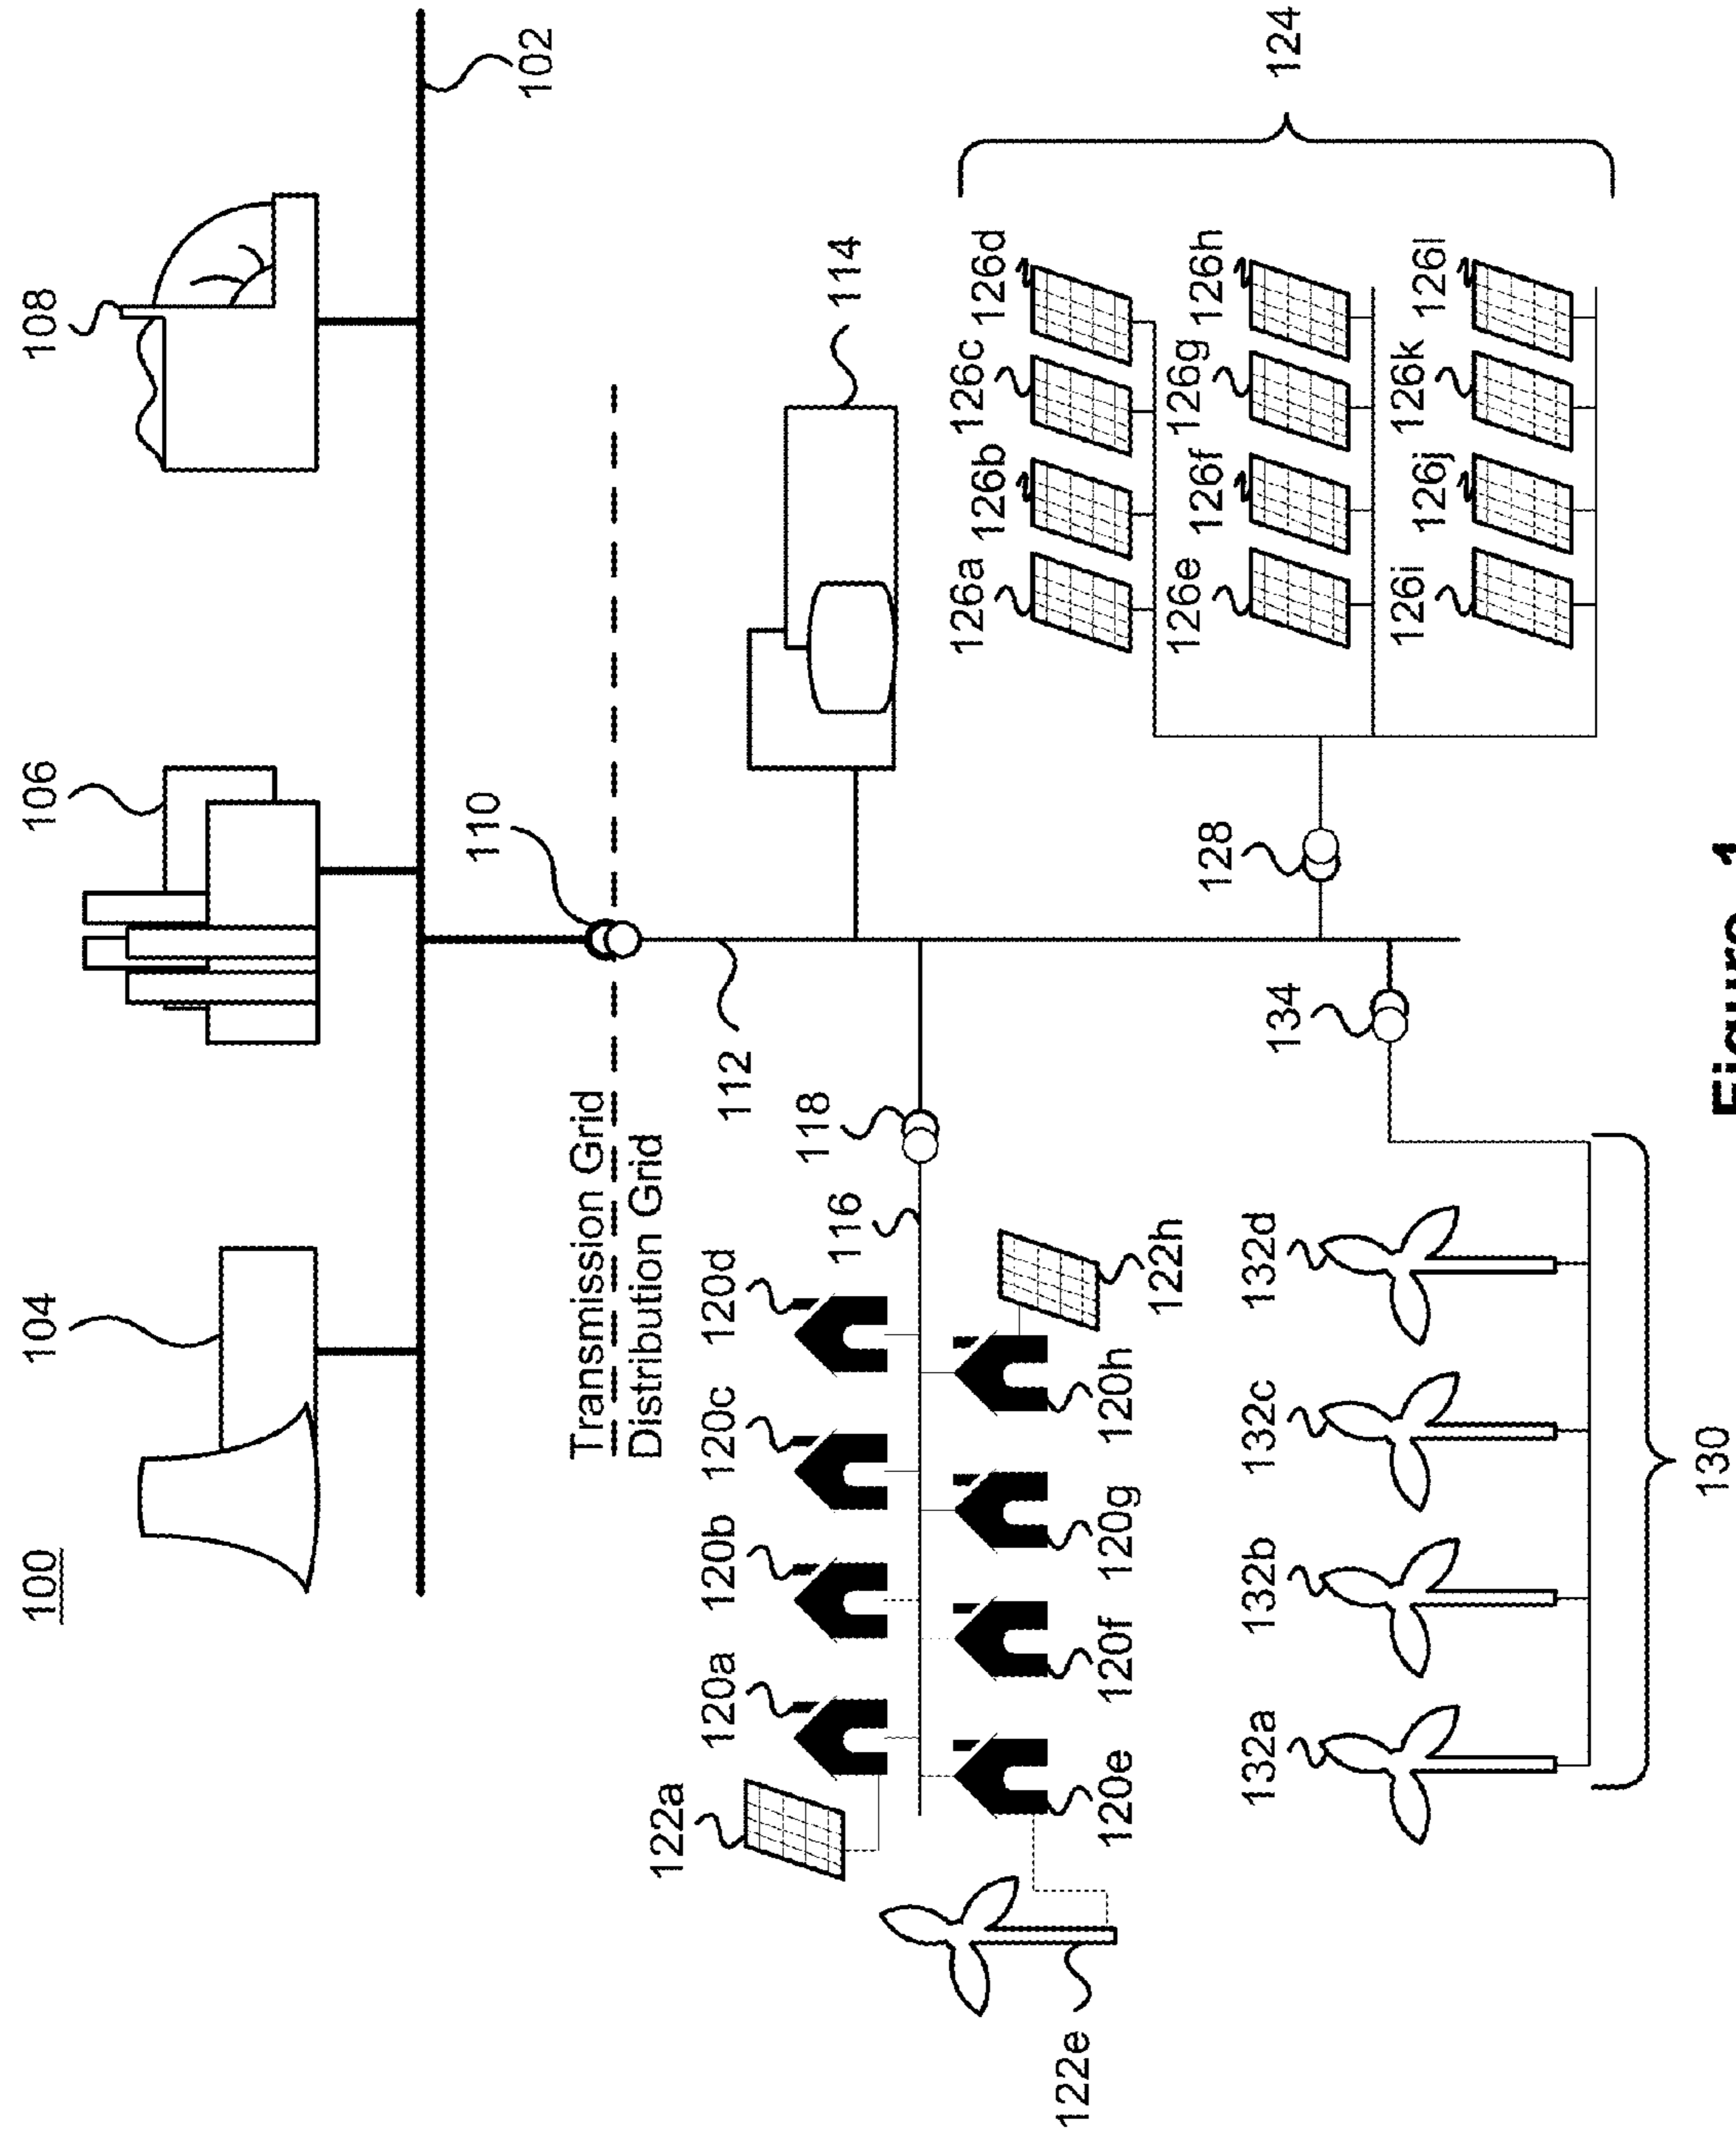 100
104
106
108
102
110
Transmission Grid
Distribution Grid
112
114
118
116
120a
120b
120c
120d
122a
122e
120e
120f
120g
120h
122h
126a
126b
126c
126d
126e
126f
126g
126h
126i
126j
126k
126l
124
128
134
132a
132b
132c
132d
130
Figure 1